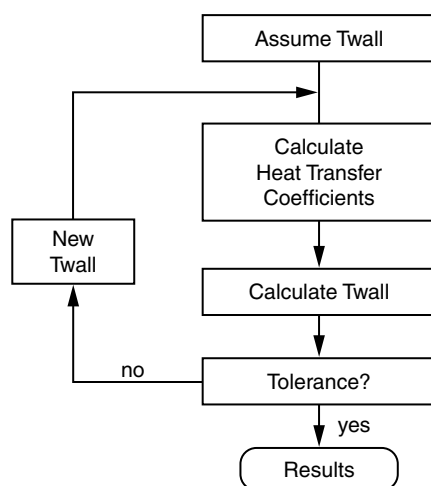 Assume Twall
Calculate
Heat Transfer
Coefficients
New
Twall
Calculate Twall
no
Tolerance?
yes
Results